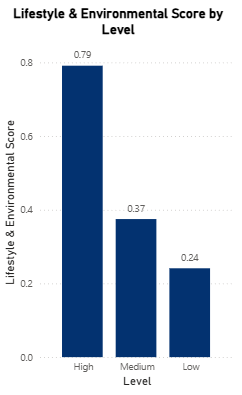 Lifestyle & Environmental Score by
Level
Lifestyle & Environmental Score
0.8
0.6
0.4
0.2
0.0
0.79
0.37
0.24
High Medium Low
Level